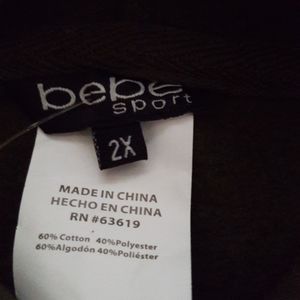 bebe
sport
2X
MADE IN CHINA
HECHO EN CHINA
RN #63619
60% Cotton 40%Polyester
60%Algodón 40%Poliéster